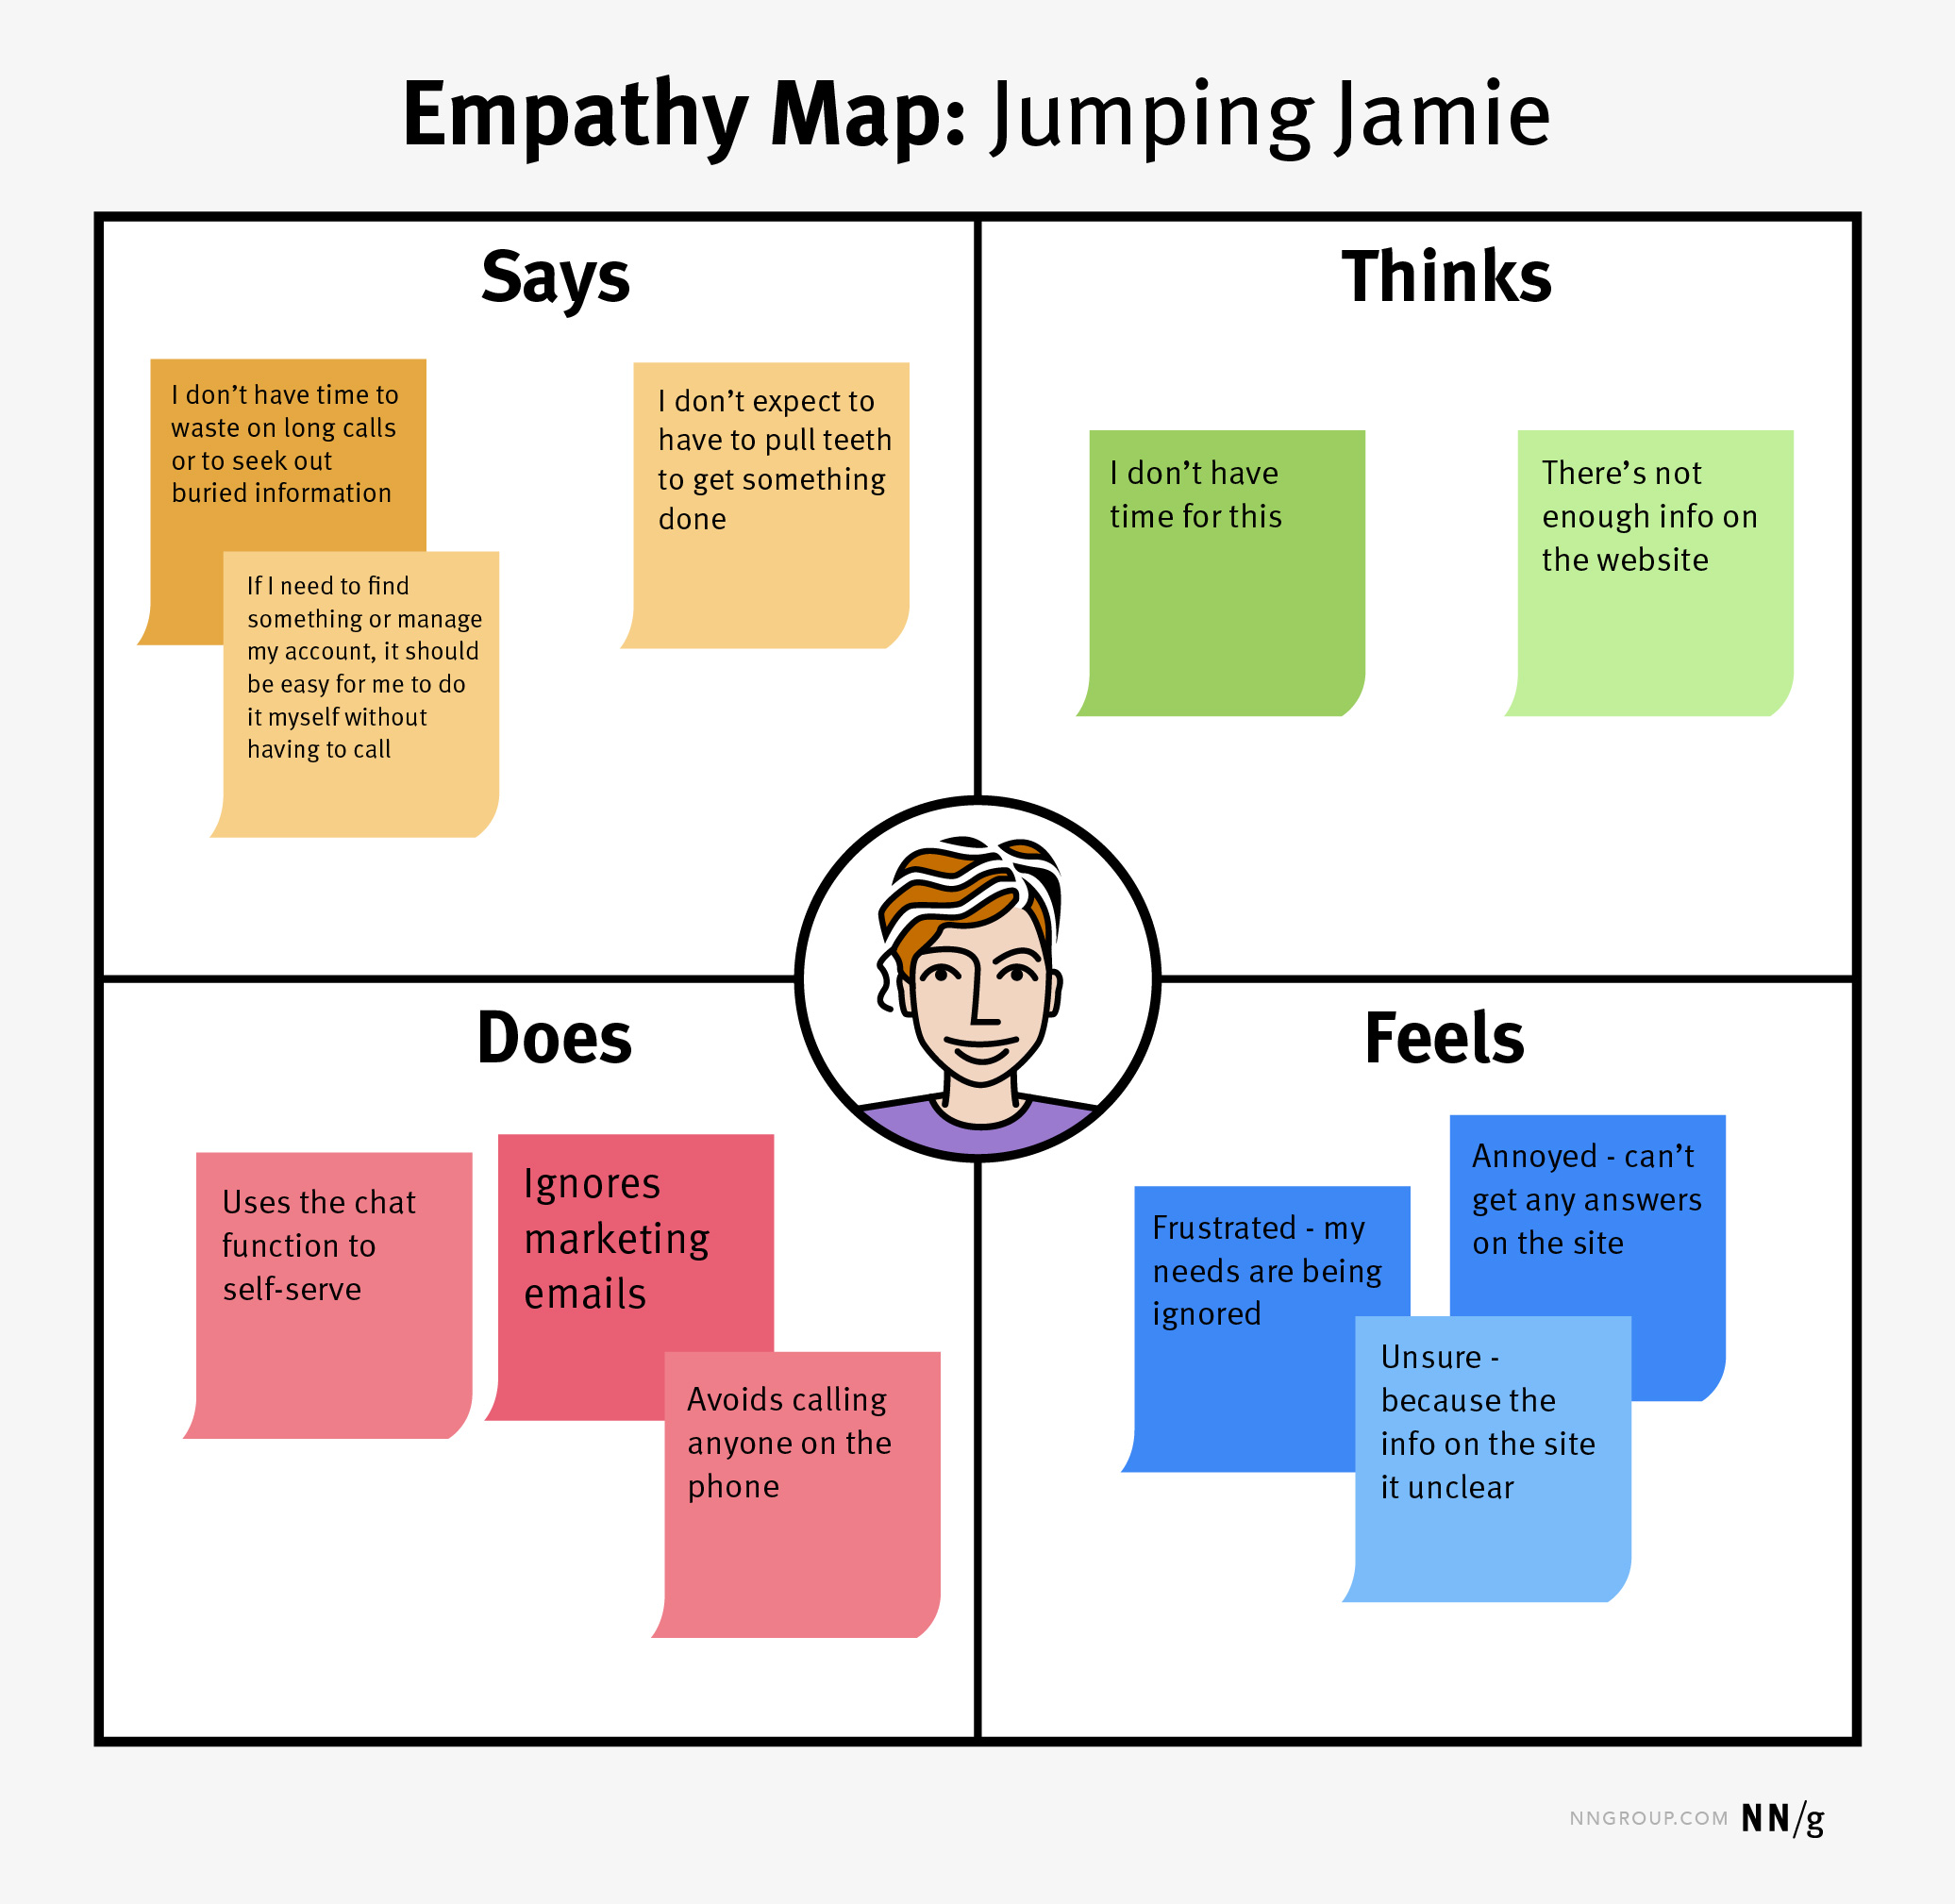 Empathy Map: Jumping Jamie
Says
I don’t have time to
waste on long calls
or to seek out
buried information
If I need to find
something or manage
my account, it should
be easy for me to do
it myself without
having to call
I don’t expect to
have to pull teeth
to get something
done
Thinks
I don’t have
time for this
There’s not
enough info on
the website
Does
Uses the chat
function to
self-serve
Ignores
marketing
emails
Avoids calling
anyone on the
phone
Feels
Frustrated - my
needs are being
ignored
Annoyed - can’t
get any answers
on the site
Unsure -
because the
info on the site
it unclear
NNGROUP.COM NN/g